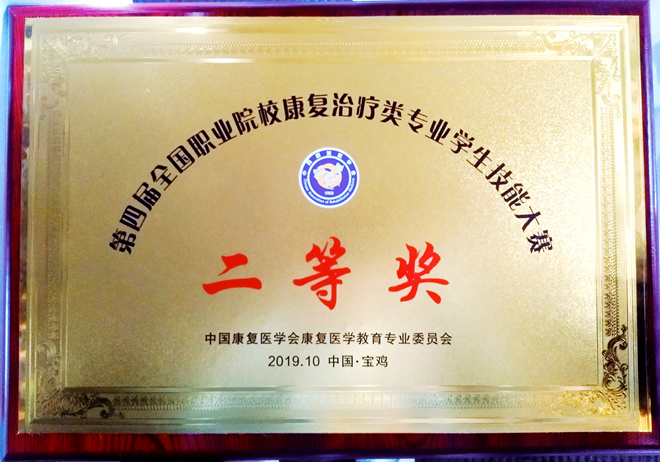 第四届全国职业院校康复治疗类专业学生技能大赛
二等奖
中国康复医学会康复医学教育专业委员会
2019.10 中国·宝鸡